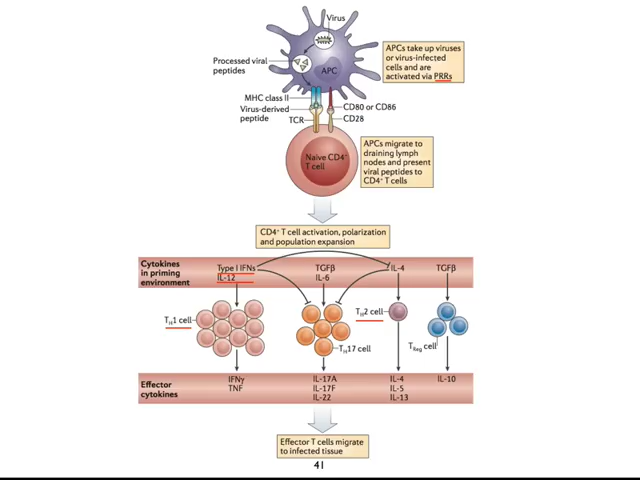 Virus
APCs take up viruses
or virus-infected
cells and are
activated via PRRs
Processed viral
peptides
APC
MHC class II
Virus-derived
peptide
TCR
CD80 or CD86
CD28
Naive CD4⁺
T cell
APCs migrate to
draining lymph
nodes and present
viral peptides to
CD4⁺ T cells
CD4⁺ T cell activation, polarization
and population expansion
Cytokines
in priming
environment
Type I IFNs
IL-12
TGFβ
IL-6
IL-4
TGFβ
T_H1 cell
T_H17 cell
T_H2 cell
T_Reg cell
Effector
cytokines
IFNγ
TNF
IL-17A
IL-17F
IL-22
IL-4
IL-5
IL-13
IL-10
Effector T cells migrate
to infected tissue
41